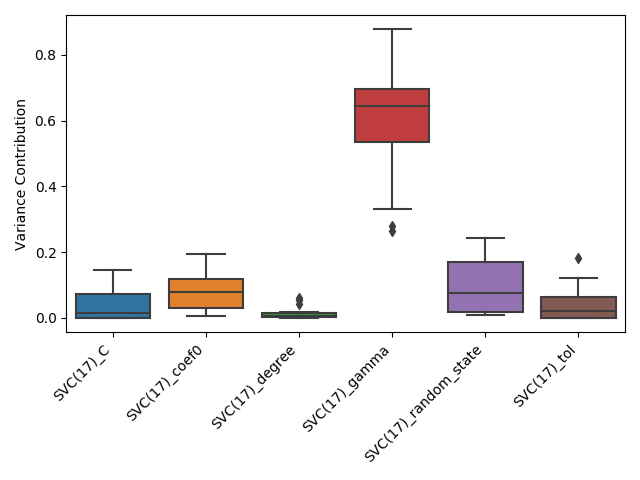 Variance Contribution
0.8
0.6
0.4
0.2
0.0
SVC(17)_C
SVC(17)_coef0
SVC(17)_degree
SVC(17)_gamma
SVC(17)_random_state
SVC(17)_tol